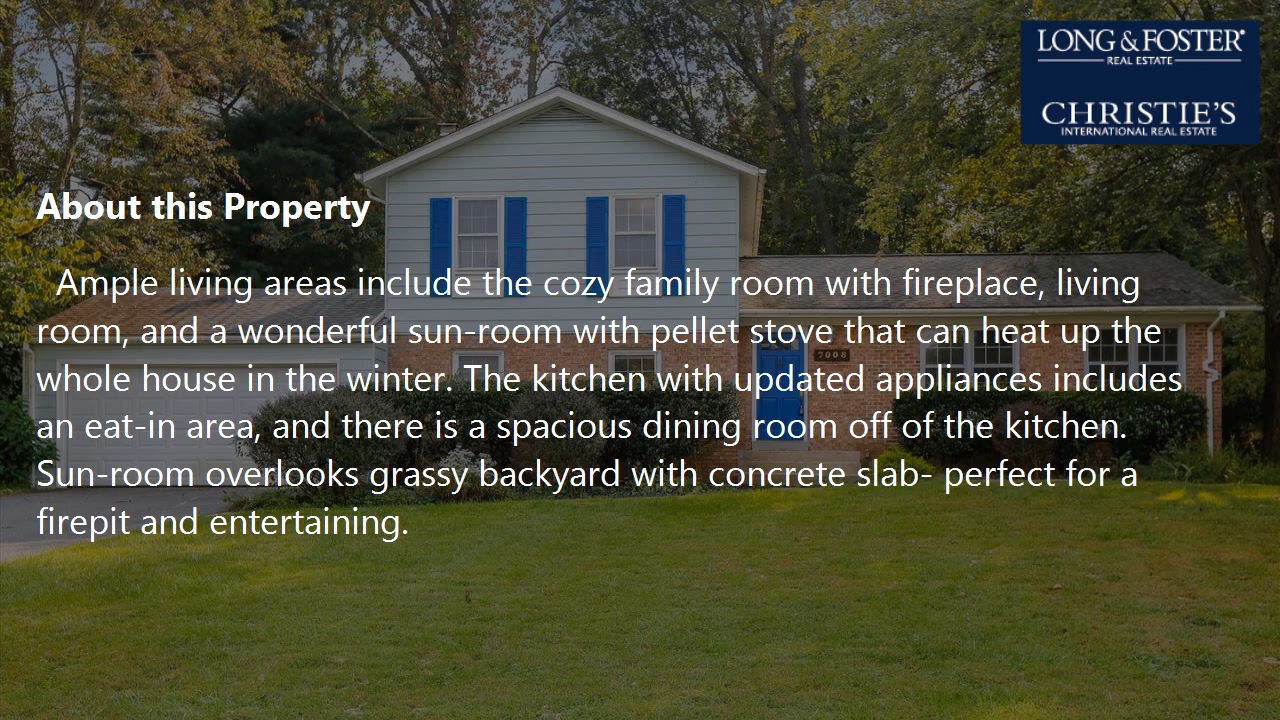 LONG & FOSTER®
REAL ESTATE
CHRISTIE'S
INTERNATIONAL REAL ESTATE
About this Property
Ample living areas include the cozy family room with fireplace, living
room, and a wonderful sun-room with pellet stove that can heat up the
whole house in the winter. The kitchen with updated appliances includes
an eat-in area, and there is a spacious dining room off of the kitchen.
Sun-room overlooks grassy backyard with concrete slab- perfect for a
firepit and entertaining.
7008